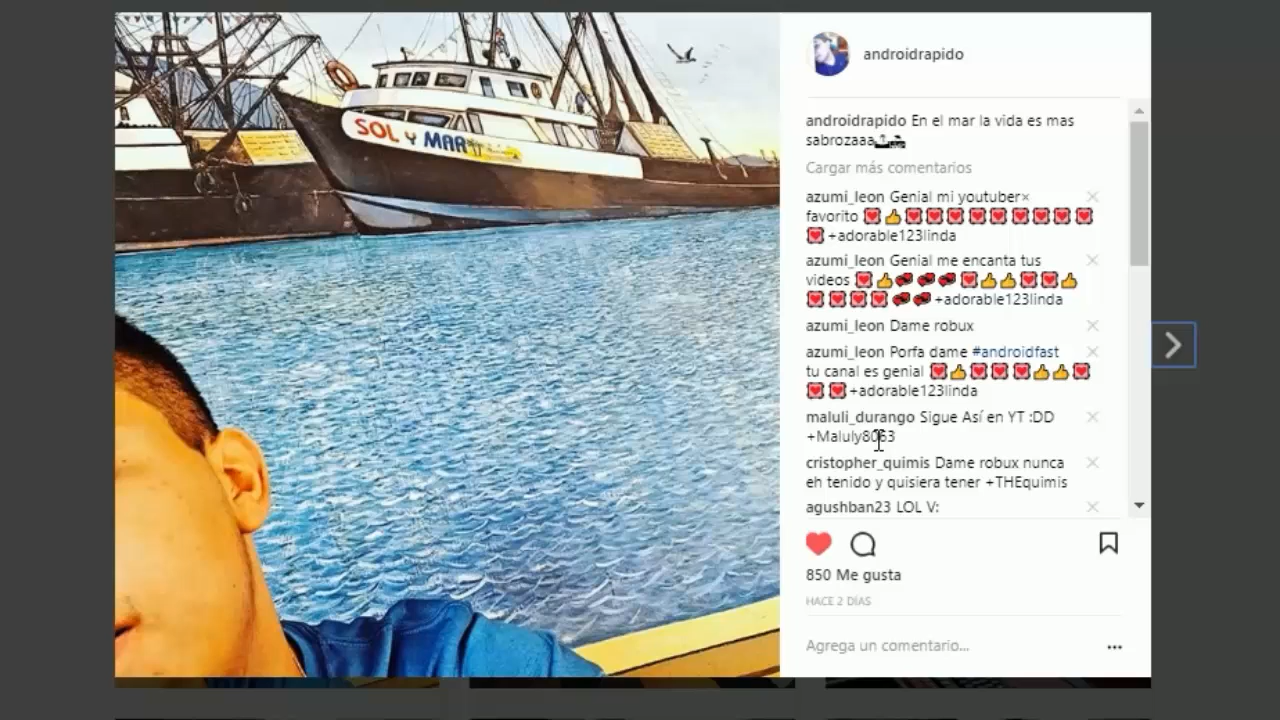 SOL Y MAR
androidrapido
androidrapido En el mar la vida es mas
sabrozaaa
Cargar más comentarios
azumi_leon Genial mi youtuber×
favorito ❤👍❤❤❤❤❤❤❤❤❤
❤ +adorable123linda
azumi_leon Genial me encanta tus
videos ❤👍 ❤👍👍❤❤👍
❤❤❤❤ +adorable123linda
azumi_leon Dame robux
azumi_leon Porfa dame #androidfast
tu canal es genial ❤👍❤❤❤👍👍❤
❤❤+adorable123linda
maluli_durango Sigue Así en YT :DD
+Maluly8063
cristopher_quimis Dame robux nunca
eh tenido y quisiera tener +THEquimis
agushban23 LOL V:
850 Me gusta
HACE 2 DÍAS
Agrega un comentario...